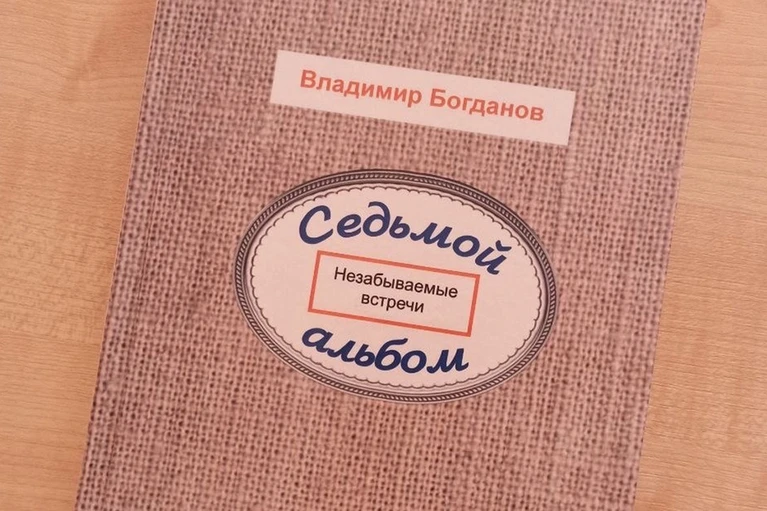 Владимир Богданов
Седьмой
Незабываемые
встречи
альбом